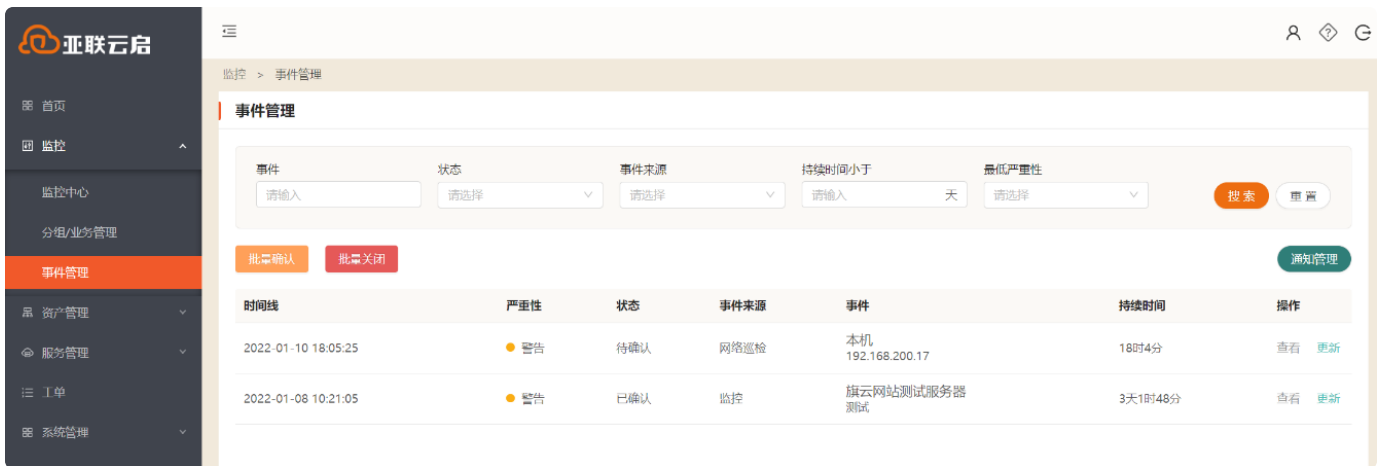 亚联云启
首页
监控
监控中心
分组/业务管理
事件管理
资产管理
服务管理
工单
系统管理
监控 > 事件管理
事件管理
事件 状态 事件来源 持续时间小于 最低严重性
请输入 请选择 请选择 请输入 天 请选择 搜索 重置
批量确认 批量关闭 通知管理
时间线 严重性 状态 事件来源 事件 持续时间 操作
2022-01-10 18:05:25 警告 待确认 网络巡检 本机 18时4分 查看 更新
192.168.200.17
2022-01-08 10:21:05 警告 已确认 监控 旗云网站测试服务器 3天1时48分 查看 更新
测试